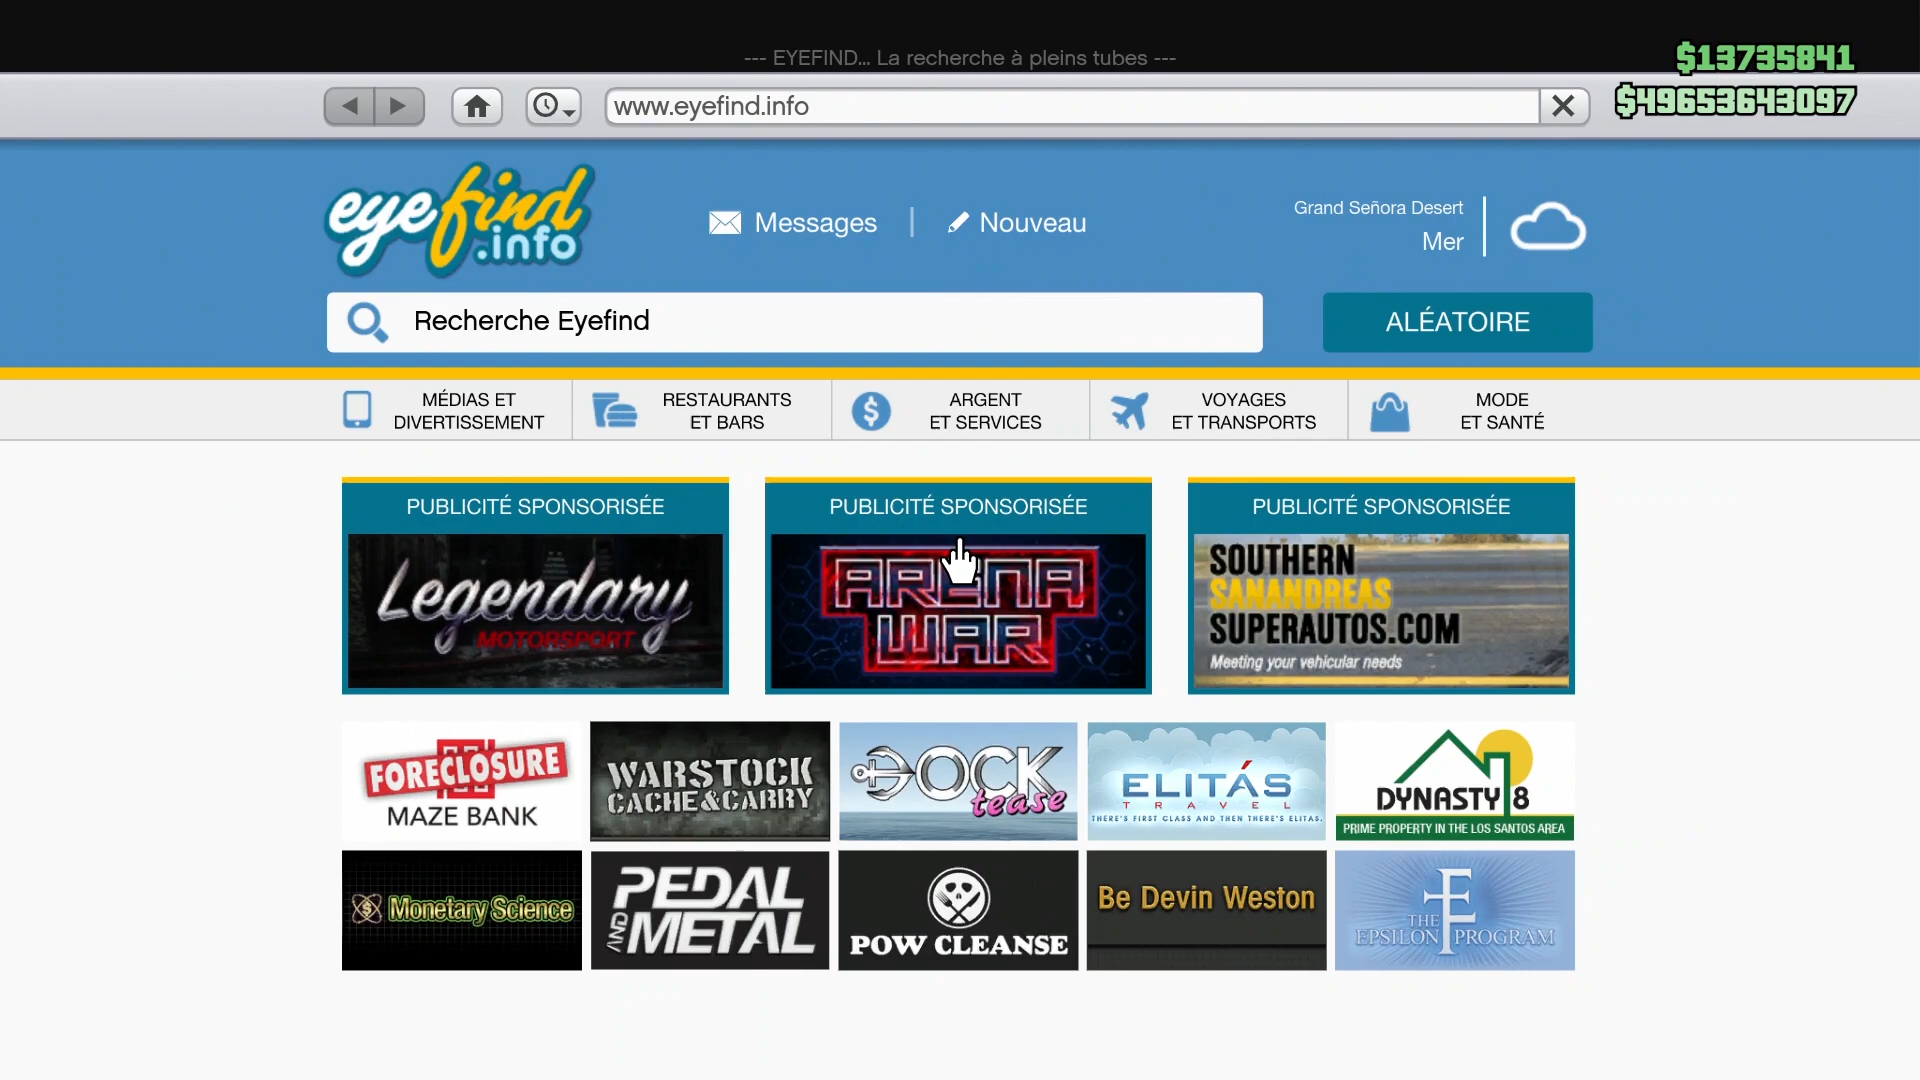 --- EYEFIND... La recherche à pleins tubes ---
$13735841
$49653643097
www.eyefind.info
eyefind
.info
Messages
Nouveau
Grand Señora Desert
Mer
Recherche Eyefind
ALÉATOIRE
MÉDIAS ET
DIVERTISSEMENT
RESTAURANTS
ET BARS
ARGENT
ET SERVICES
VOYAGES
ET TRANSPORTS
MODE
ET SANTÉ
PUBLICITÉ SPONSORISÉE
Legendary
MOTORSPORT
PUBLICITÉ SPONSORISÉE
ARENA
WAR
PUBLICITÉ SPONSORISÉE
SOUTHERN
SANANDREAS
SUPERAUTOS.COM
Meeting your vehicular needs
FORECLOSURE
MAZE BANK
WARSTOCK
CACHE&CARRY
DOCK
tease
ELITÁS
TRAVEL
THERE'S FIRST CLASS AND THEN THERE'S ELITAS.
DYNASTY 8
PRIME PROPERTY IN THE LOS SANTOS AREA
Monetary Science
PEDAL
AND METAL
POW CLEANSE
Be Devin Weston
THE
EPSILON PROGRAM